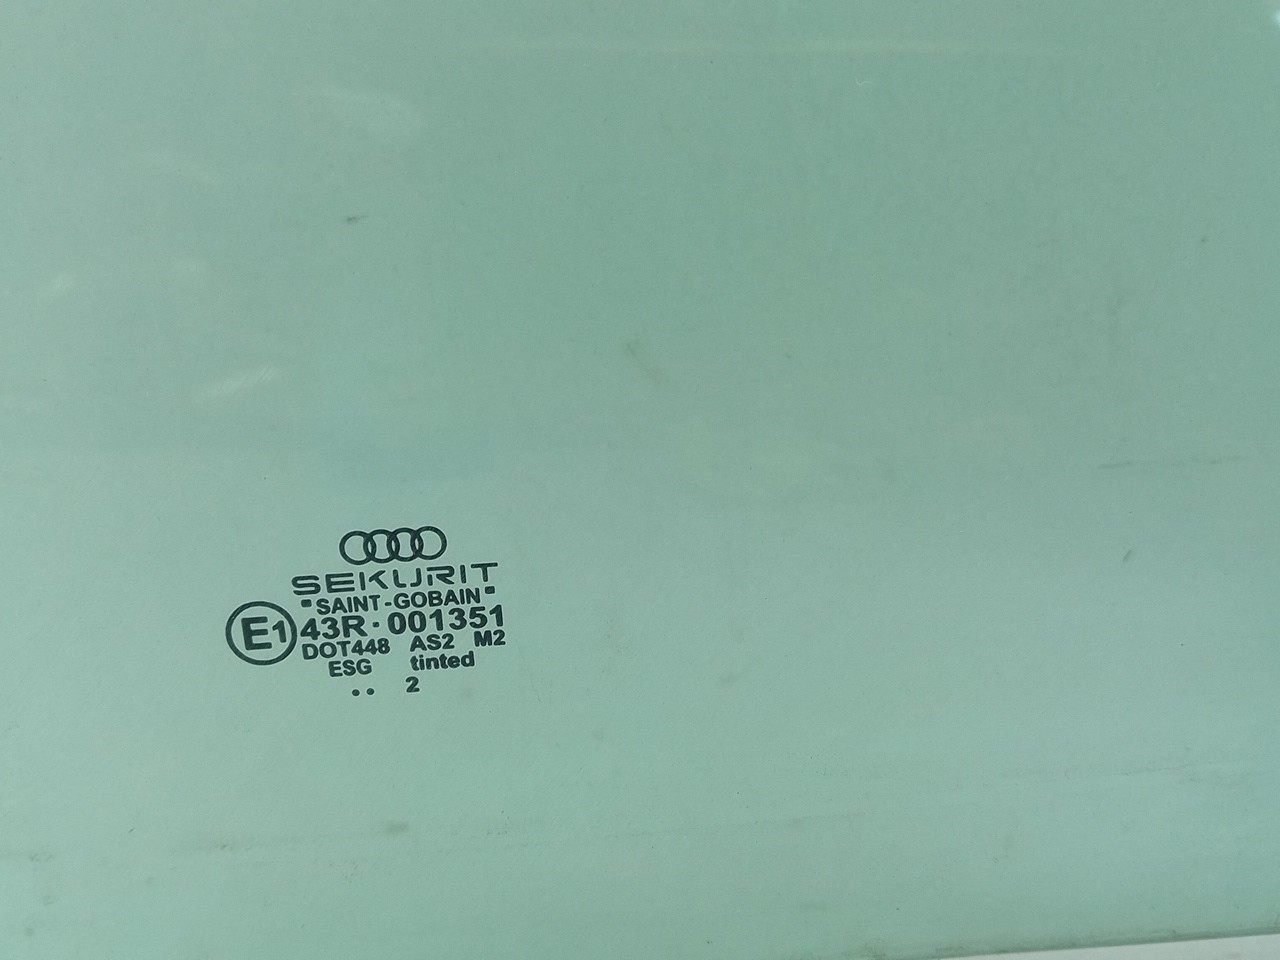 SEKURIT
"SAINT-GOBAIN"
E1 43R·001351
DOT448 AS2 M2
ESG tinted
.. 2